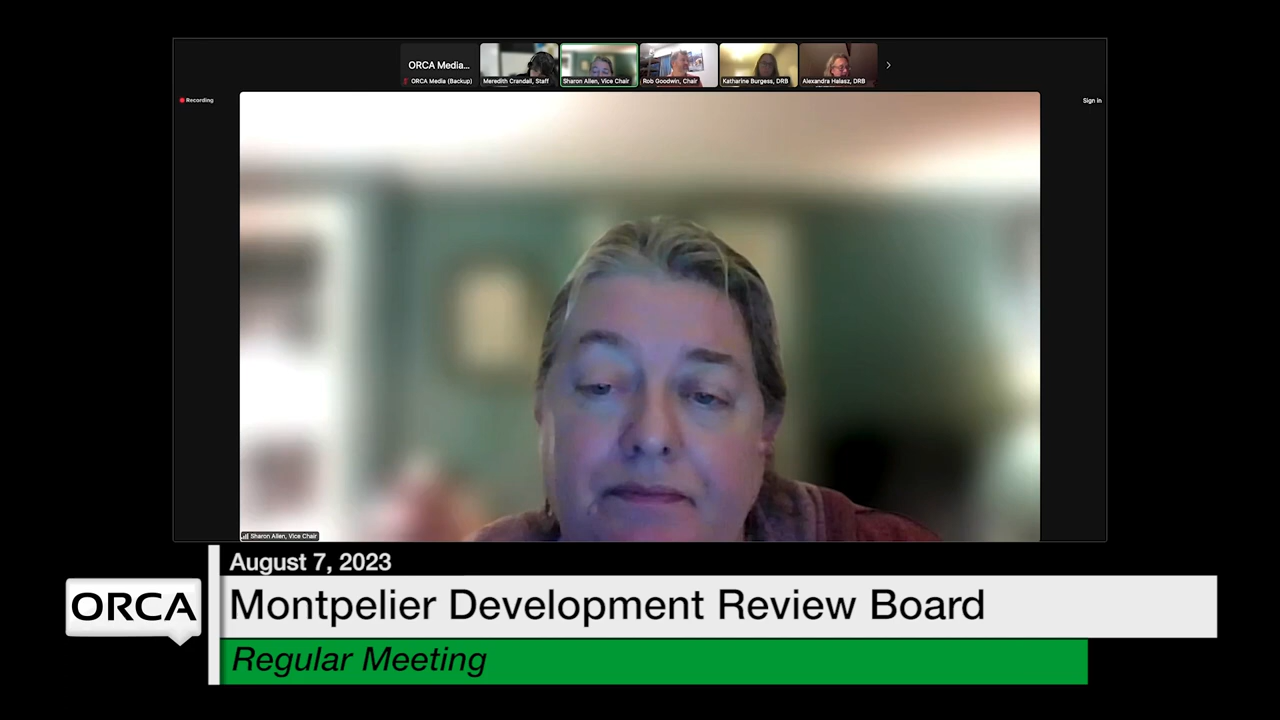 ORCA Media...
ORCA Media (Backup)
Meredith Crandall, Staff
Sharon Allen, Vice Chair
Rob Goodwin, Chair
Katharine Burgess, DRB
Alexandra Halasz, DRB
Recording
Sign in
Sharon Allen, Vice Chair
August 7, 2023
ORCA
Montpelier Development Review Board
Regular Meeting